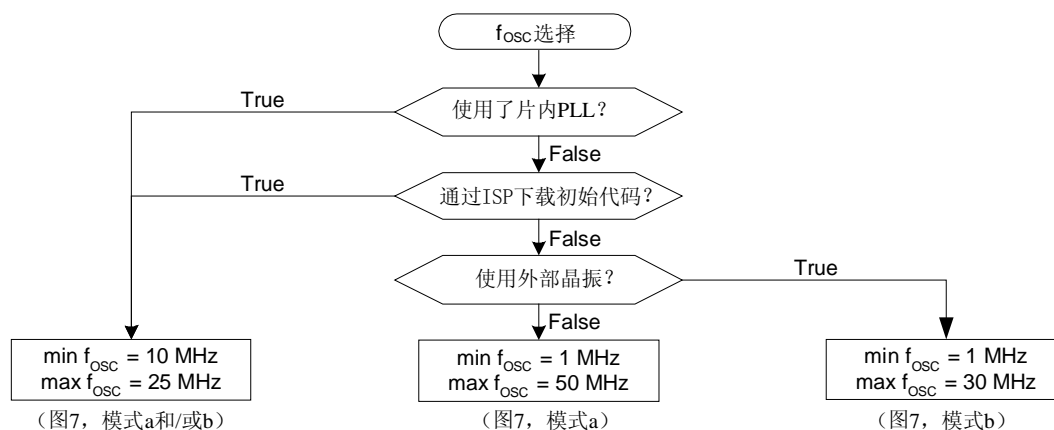 fOSC选择
True
使用了片内PLL？
False
True
通过ISP下载初始代码？
False
True
使用外部晶振？
False
min fOSC = 10 MHz
max fOSC = 25 MHz
（图7，模式a和/或b）
min fOSC = 1 MHz
max fOSC = 50 MHz
（图7，模式a）
min fOSC = 1 MHz
max fOSC = 30 MHz
（图7，模式b）